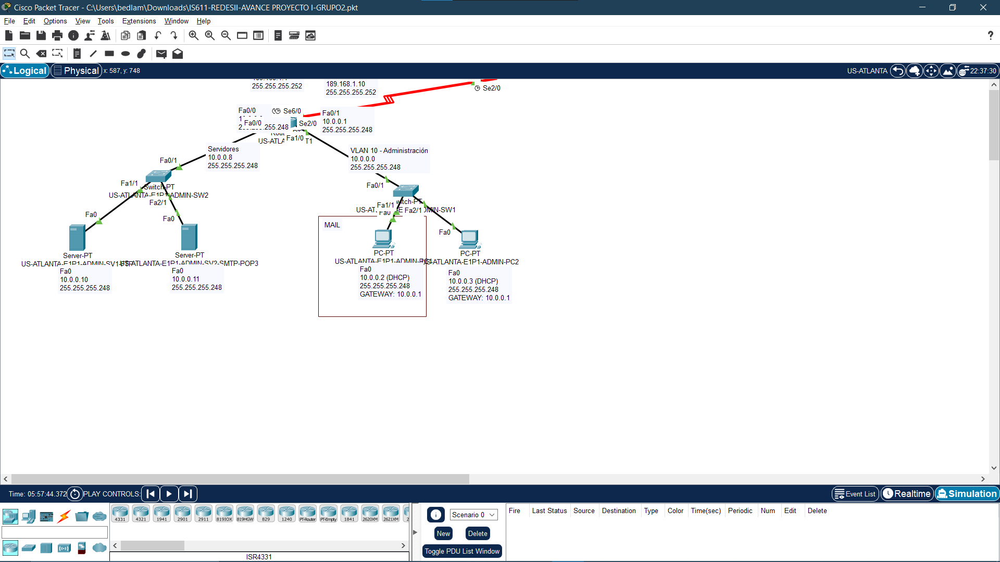 Cisco Packet Tracer - C:\Users\bedlam\Downloads\IS611-REDESII-AVANCE PROYECTO I-GRUPO2.pkt
File Edit Options View Tools Extensions Window Help
?
Logical Physical x: 587, y: 748
US-ATLANTA 22:37:30
255.255.255.252
189.168.1.10
255.255.255.252
Se2/0
Fa0/0
Se6/0
Fa0/0
255.248
Se2/0
Fa0/1
10.0.0.1
255.255.255.248
Fa1/0
US-ATLA T1
Servidores
10.0.0.8
255.255.255.248
VLAN 10 - Administración
10.0.0.0
255.255.255.248
Fa0/1
Fa1/1
Switch-PT
US-ATLANTA-E1P1-ADMIN-SW2
Fa2/1
Fa0
Fa0
Fa0/1
witch-PT
Fa1/1
Fa0
Fa2/1
US-AT
MIN-SW1
Fa0
MAIL
Server-PT
US-ATLANTA-E1P1-ADMIN-SV1-FTP
Fa0
10.0.0.10
255.255.255.248
Server-PT
US-ATLANTA-E1P1-ADMIN-SV2-SMTP-POP3
Fa0
10.0.0.11
255.255.255.248
PC-PT
US-ATLANTA-E1P1-ADMIN-PC1
Fa0
10.0.0.2 (DHCP)
255.255.255.248
GATEWAY: 10.0.0.1
PC-PT
US-ATLANTA-E1P1-ADMIN-PC2
Fa0
10.0.0.3 (DHCP)
255.255.255.248
GATEWAY: 10.0.0.1
Time: 05:57:44.372 PLAY CONTROLS:
Event List Realtime Simulation
4331 4321 1941 2901 2911 819IOX 819HGW 829 1240 PT-Router PT-Empty 1841 2620XM 2621XM
ISR4331
Scenario 0
New Delete
Toggle PDU List Window
Fire Last Status Source Destination Type Color Time(sec) Periodic Num Edit Delete